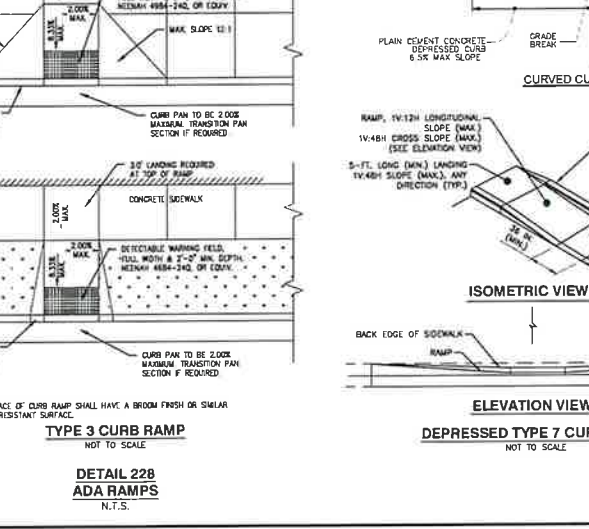 2.00%
MAX.
8.33%
MAX.
NEENAH 4984-240, OR EQUIV.
MAX. SLOPE 12:1
CURB PAN TO BE 2.00%
MAXIMUM. TRANSITION PAN
SECTION IF REQUIRED
3.0' LANDING REQUIRED
AT TOP OF RAMP
CONCRETE SIDEWALK
2.00%
MAX.
2.00%
MAX.
8.33%
MAX.
DETECTABLE WARNING FIELD,
FULL WIDTH & 2'-0" MIN. DEPTH,
NEENAH 4984-240, OR EQUIV.
CURB PAN TO BE 2.00%
MAXIMUM. TRANSITION PAN
SECTION IF REQUIRED
ACE OF CURB RAMP SHALL HAVE A BROOM FINISH OR SIMILAR
RESISTANT SURFACE.
TYPE 3 CURB RAMP
NOT TO SCALE
DETAIL 228
ADA RAMPS
N.T.S.
PLAIN CEMENT CONCRETE
DEPRESSED CURB
6.5% MAX SLOPE
GRADE
BREAK
CURVED CU
RAMP, 1V:12H LONGITUDINAL
SLOPE (MAX.)
1V:48H CROSS SLOPE (MAX.)
(SEE ELEVATION VIEW)
5-FT. LONG (MIN.) LANDING
1V:48H SLOPE (MAX.), ANY
DIRECTION (TYP.)
(MIN.)
ISOMETRIC VIEW
BACK EDGE OF SIDEWALK
RAMP
ELEVATION VIEW
DEPRESSED TYPE 7 CU
NOT TO SCALE